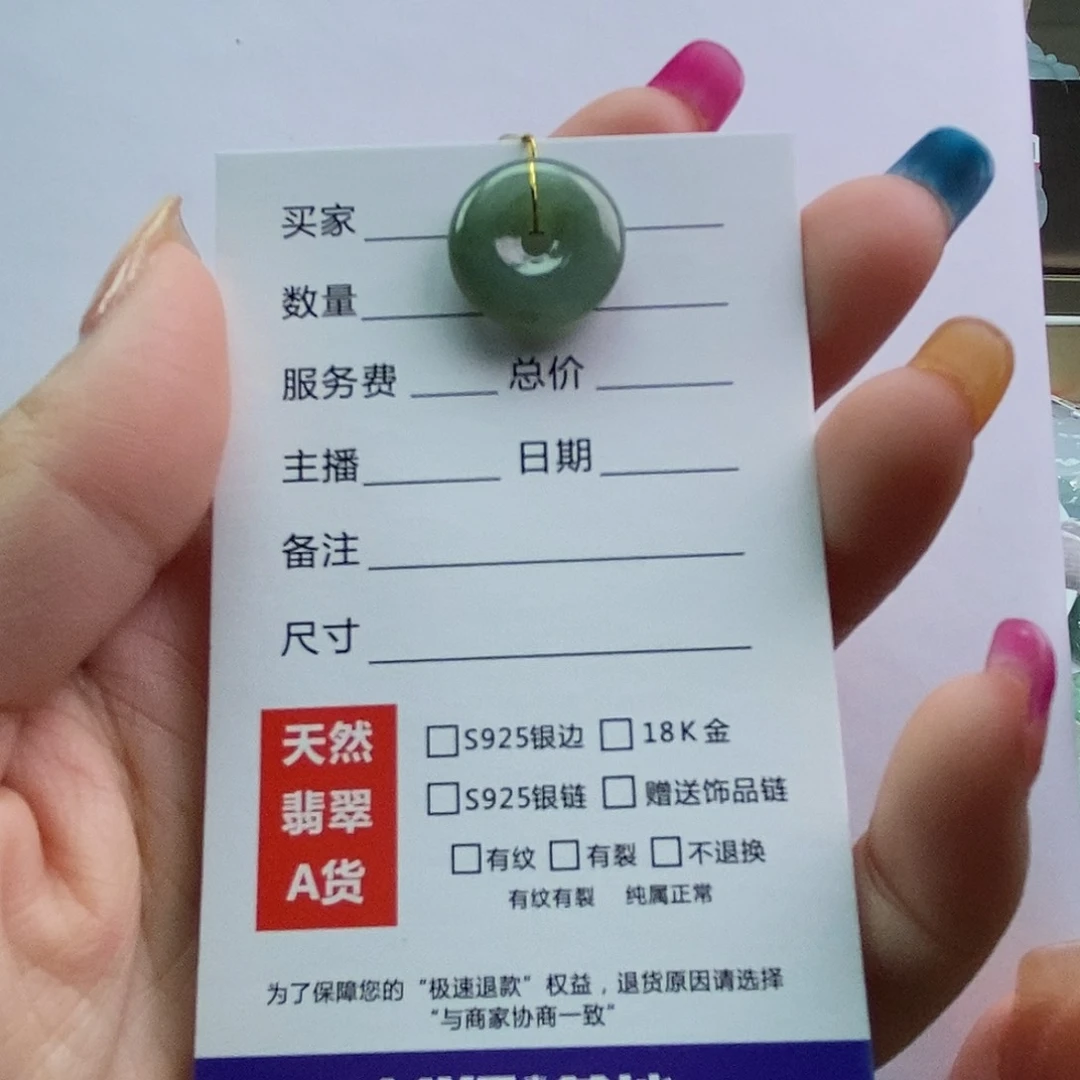 买家
数量
服务费 总价
主播 日期
备注
尺寸
天然
翡翠
A货
S925银边 18K金
S925银链 赠送饰品链
有纹 有裂 不退换
有纹有裂 纯属正常
为了保障您的“极速退款”权益，退货原因请选择
“与商家协商一致”